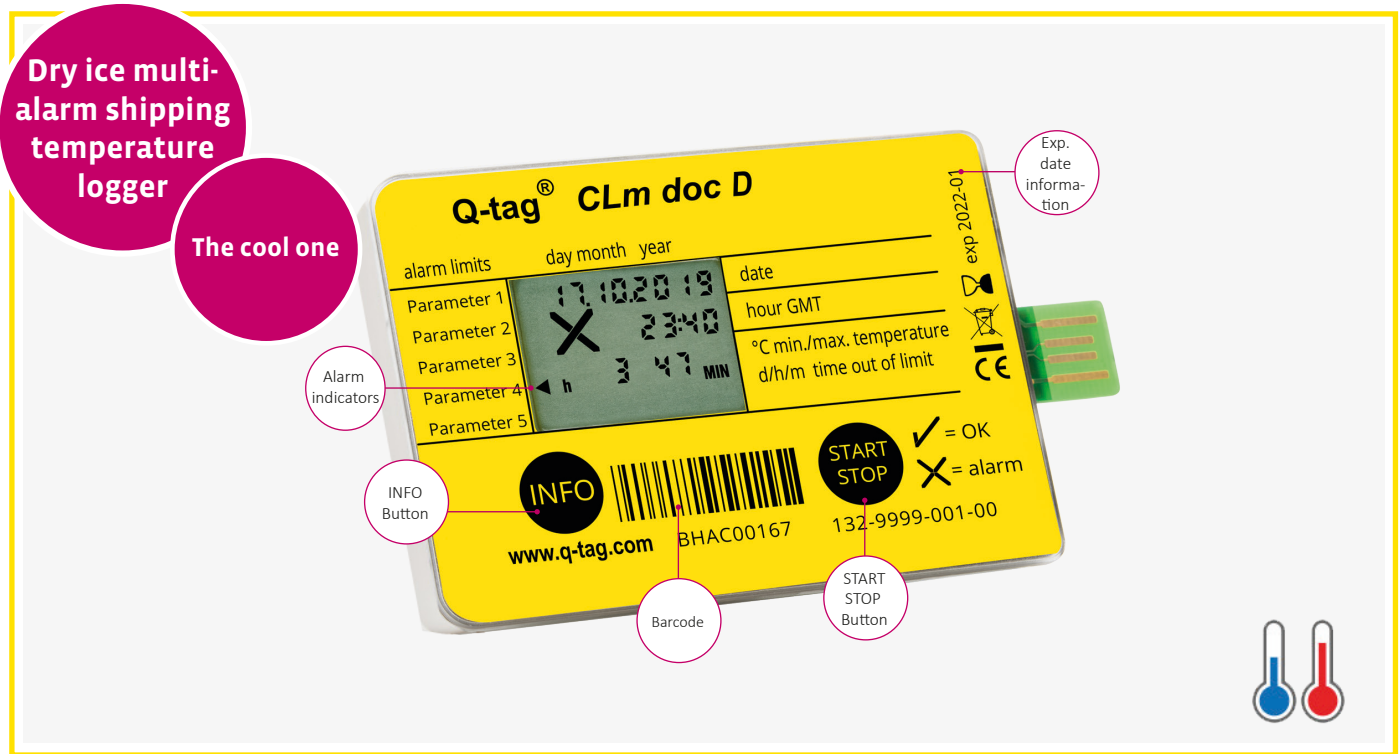 Dry ice multi-
alarm shipping
temperature
logger
The cool one
Exp.
date
informa-
tion
Q-tag® CLm doc D
exp 2022-01
alarm limits
day month year
Parameter 1
Parameter 2
Parameter 3
Parameter 4
Parameter 5
17.10.2019
23:40
h 3 47 MIN
date
hour GMT
°C min./max. temperature
d/h/m time out of limit
CE
Alarm
indicators
INFO
Button
INFO
START
STOP
= OK
= alarm
www.q-tag.com
BHAC00167
132-9999-001-00
Barcode
START
STOP
Button